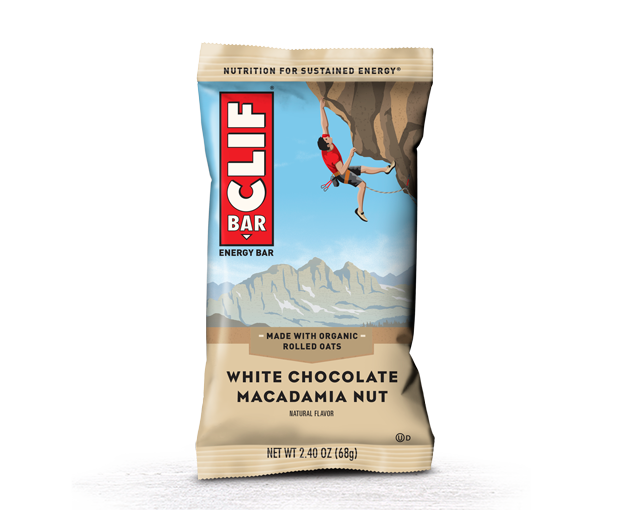 NUTRITION FOR SUSTAINED ENERGY®
CLIF®
BAR
ENERGY BAR
MADE WITH ORGANIC
ROLLED OATS
WHITE CHOCOLATE
MACADAMIA NUT
NATURAL FLAVOR
U D
NET WT 2.40 OZ (68g)